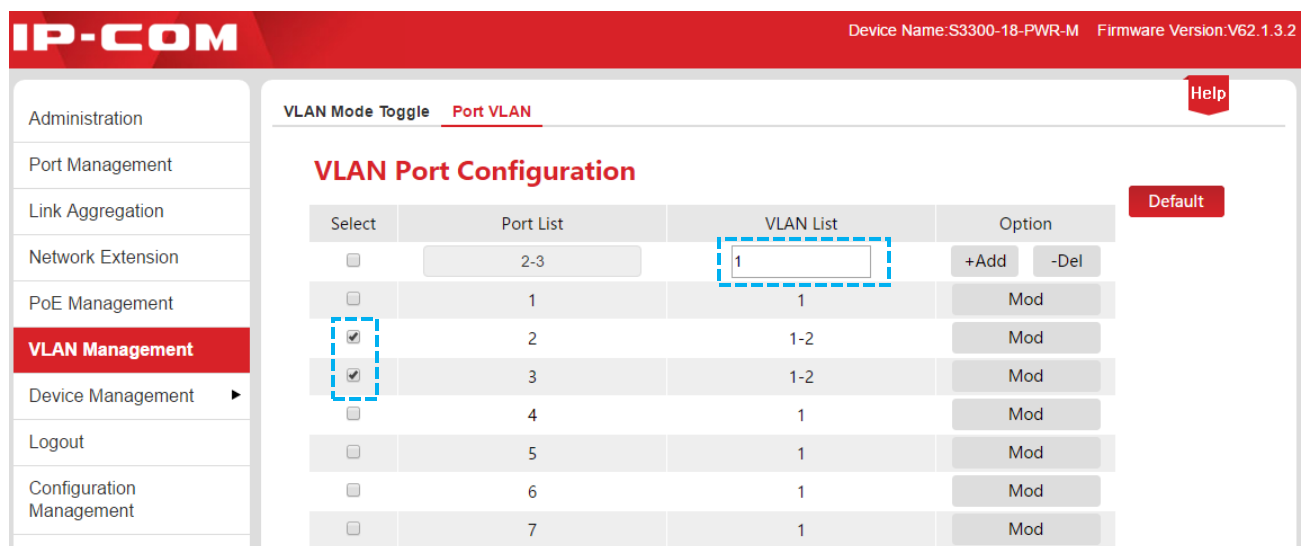 IP-COM
Device Name:S3300-18-PWR-M Firmware Version:V62.1.3.2
Help
Administration
Port Management
Link Aggregation
Network Extension
PoE Management
VLAN Management
Device Management
Logout
Configuration
Management
VLAN Mode Toggle Port VLAN
VLAN Port Configuration
Default
Select Port List VLAN List Option
2-3 1 +Add -Del
1 1 Mod
2 1-2 Mod
3 1-2 Mod
4 1 Mod
5 1 Mod
6 1 Mod
7 1 Mod